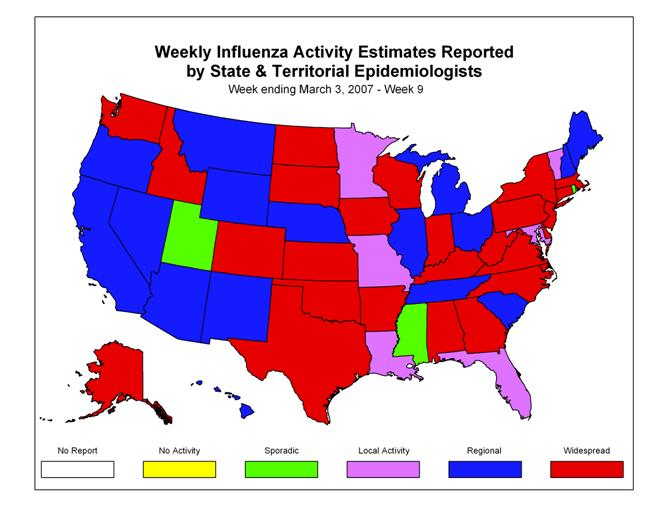 Weekly Influenza Activity Estimates Reported
by State & Territorial Epidemiologists
Week ending March 3, 2007 - Week 9
No Report
No Activity
Sporadic
Local Activity
Regional
Widespread